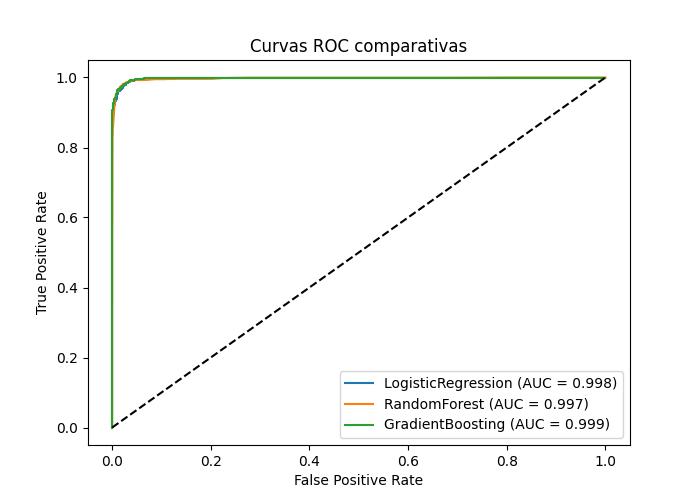 Curvas ROC comparativas
True Positive Rate
1.0
0.8
0.6
0.4
0.2
0.0
LogisticRegression (AUC = 0.998)
RandomForest (AUC = 0.997)
GradientBoosting (AUC = 0.999)
0.0 0.2 0.4 0.6 0.8 1.0
False Positive Rate